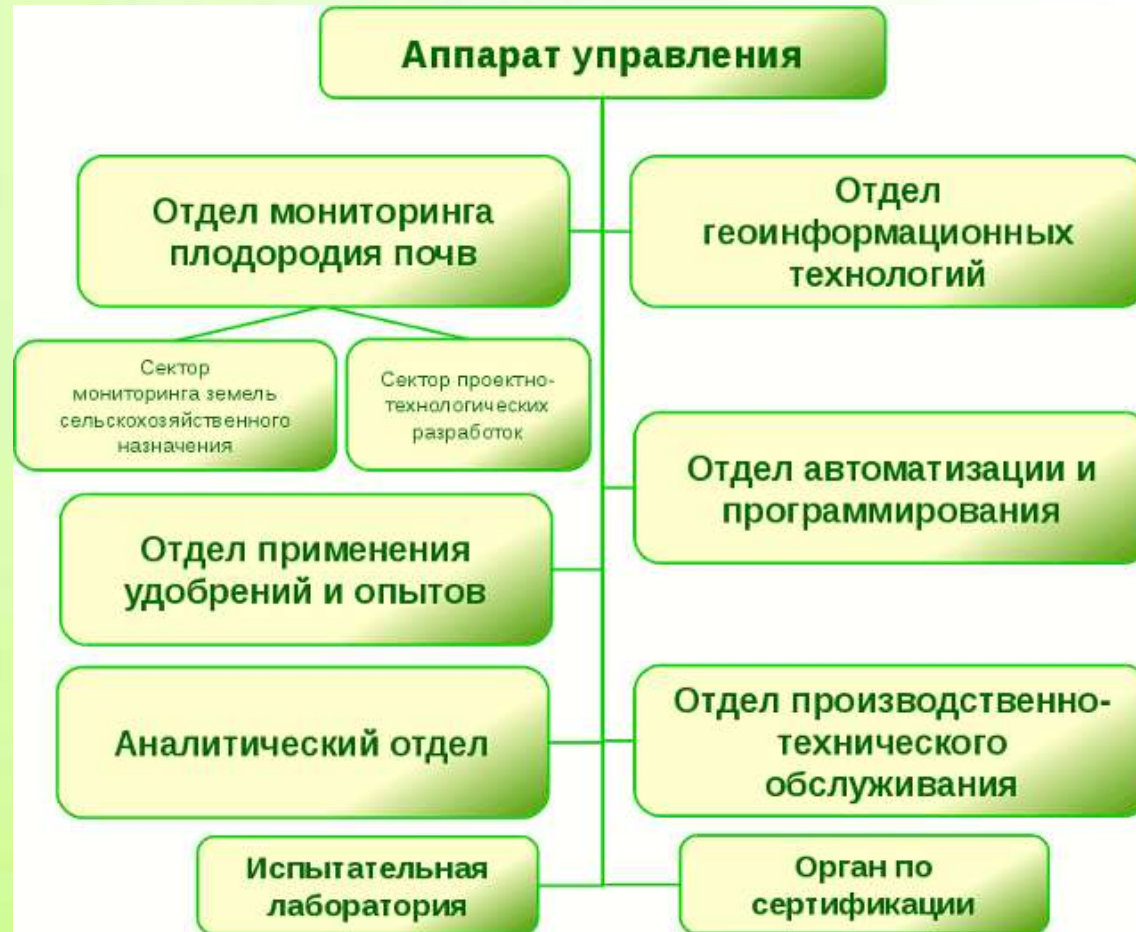 Аппарат управления
Отдел мониторинга
плодородия почв
Отдел
геоинформационных
технологий
Сектор
мониторинга земель
сельскохозяйственного
назначения
Сектор проектно-
технологических
разработок
Отдел автоматизации и
программирования
Отдел применения
удобрений и опытов
Аналитический отдел
Отдел производственно-
технического
обслуживания
Испытательная
лаборатория
Орган по
сертификации